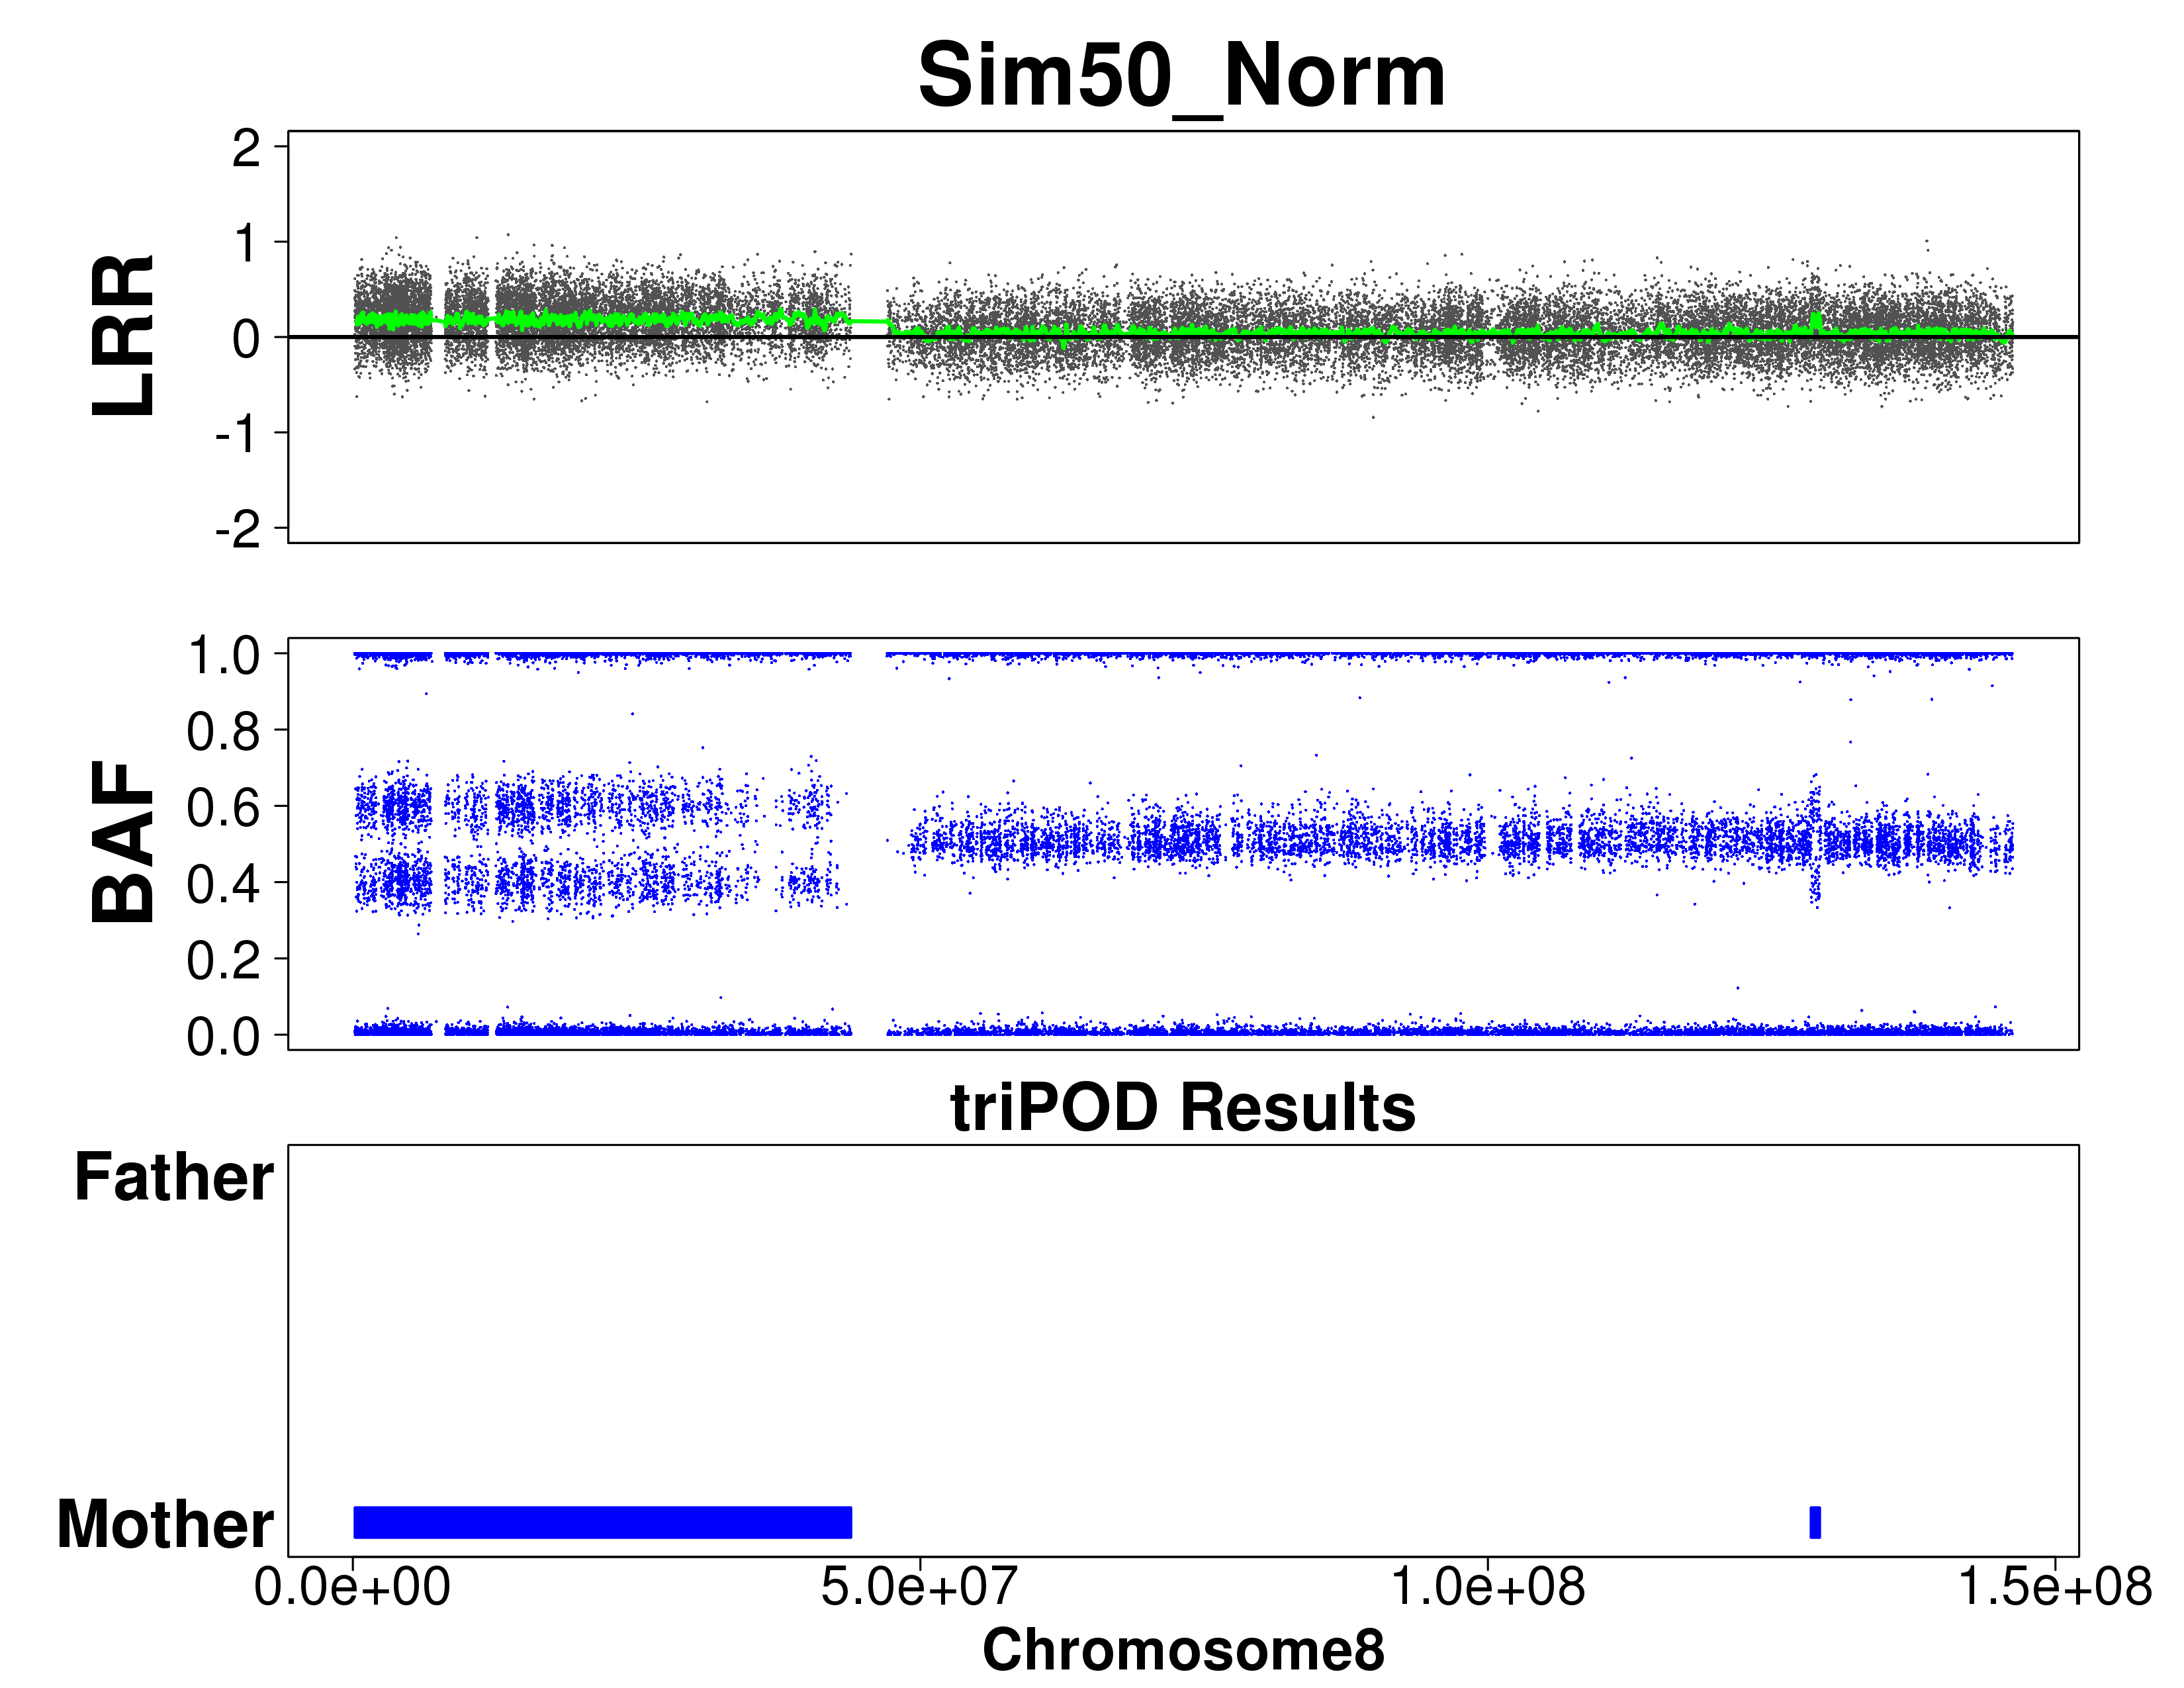 Sim50_Norm
LRR
2
1
0
-1
-2
BAF
1.0
0.8
0.6
0.4
0.2
0.0
triPOD Results
Father
Mother
0.0e+00 5.0e+07 1.0e+08 1.5e+08
Chromosome8